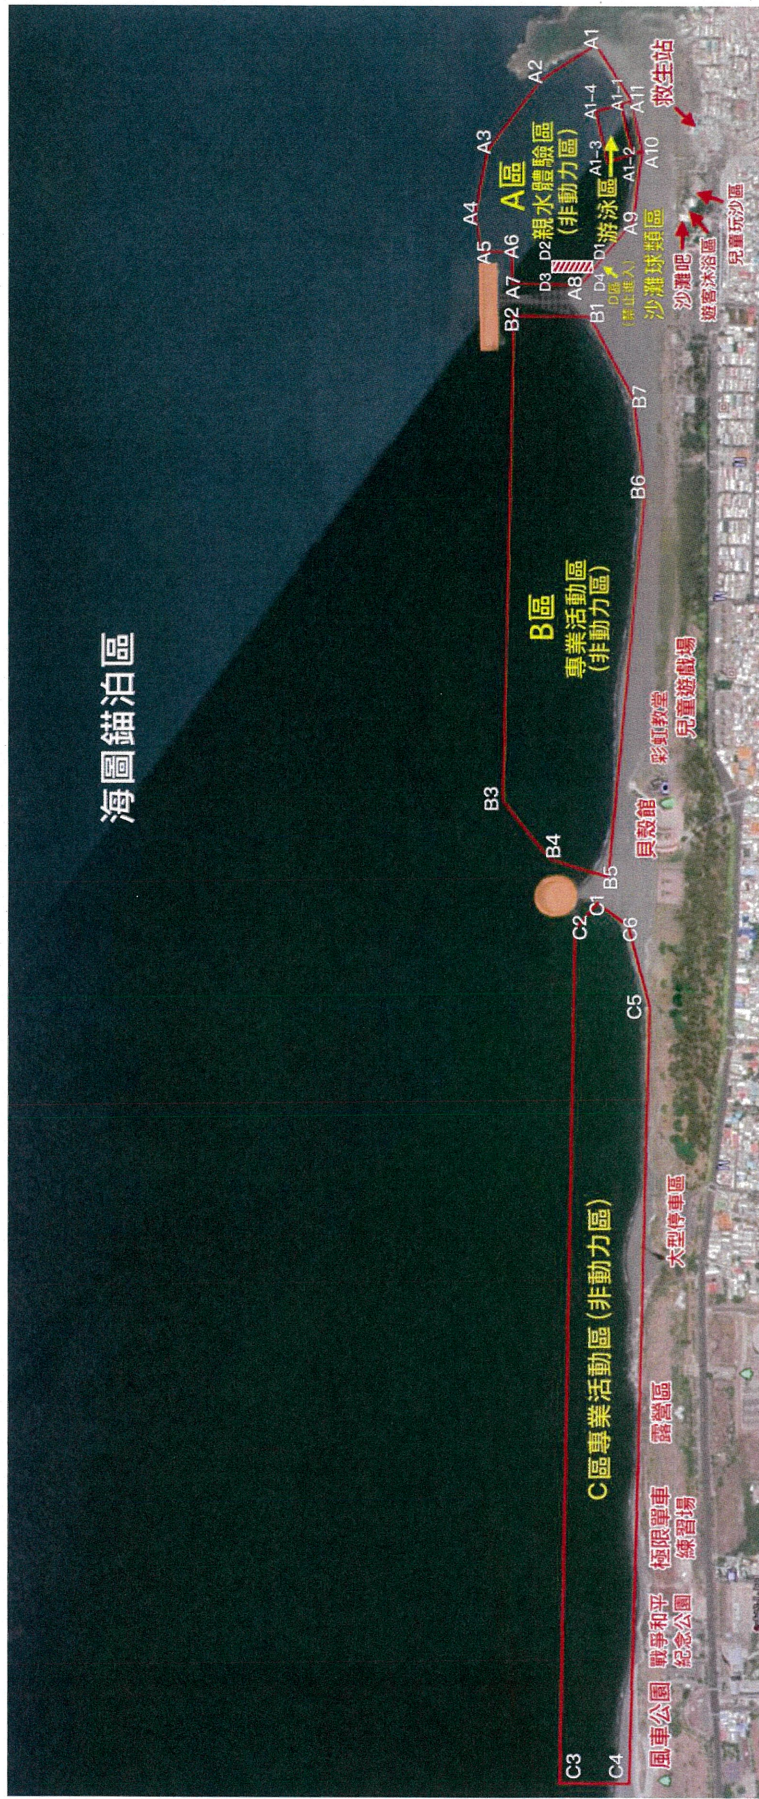 海圖錨泊區
A1
A2
A3
A4
A5
A6
A7
A8
A9
A10
A11
A1-1
A1-2
A1-3
A1-4
A區
親水體驗區
(非動力區)
游泳區
D1
D2
D3
D4
D區
(禁止進入)
沙灘球類區
救生站
沙灘吧
遊客沐浴區
兒童玩沙區
B1
B2
B3
B4
B5
B6
B7
B區
專業活動區
(非動力區)
彩虹教堂
兒童遊戲場
貝殼館
C1
C2
C3
C4
C5
C6
C區專業活動區(非動力區)
大型停車區
露營區
極限單車
練習場
戰爭和平
紀念公園
風車公園